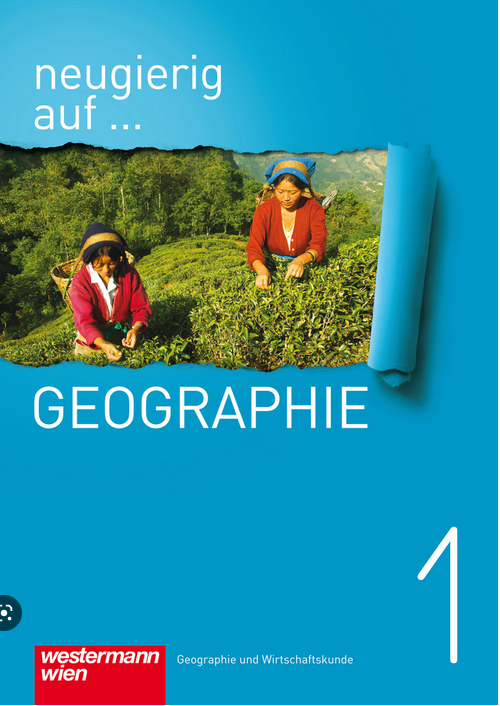 neugierig
auf ...
GEOGRAPHIE
1
westermann
wien
Geographie und Wirtschaftskunde